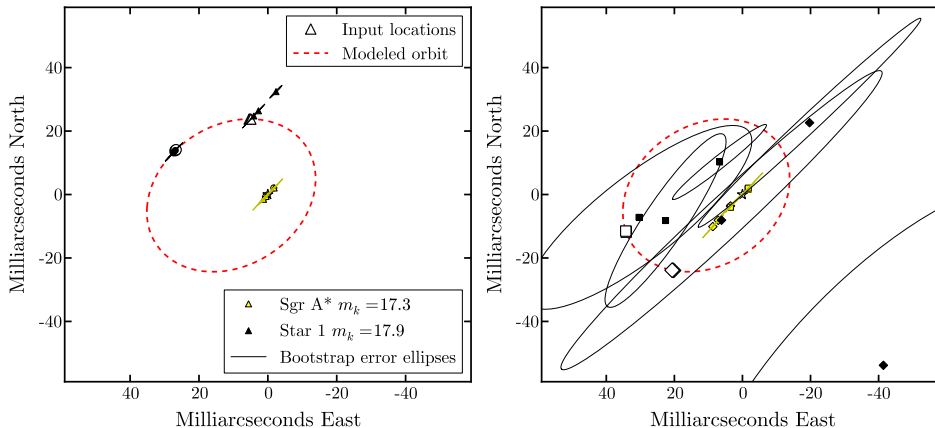 Input locations
Modeled orbit
Sgr A* m_k =17.3
Star 1 m_k =17.9
Bootstrap error ellipses
40
20
0
-20
-40
40
20
0
-20
-40
Milliarcseconds North
Milliarcseconds East
40
20
0
-20
-40
40
20
0
-20
-40
Milliarcseconds North
Milliarcseconds East